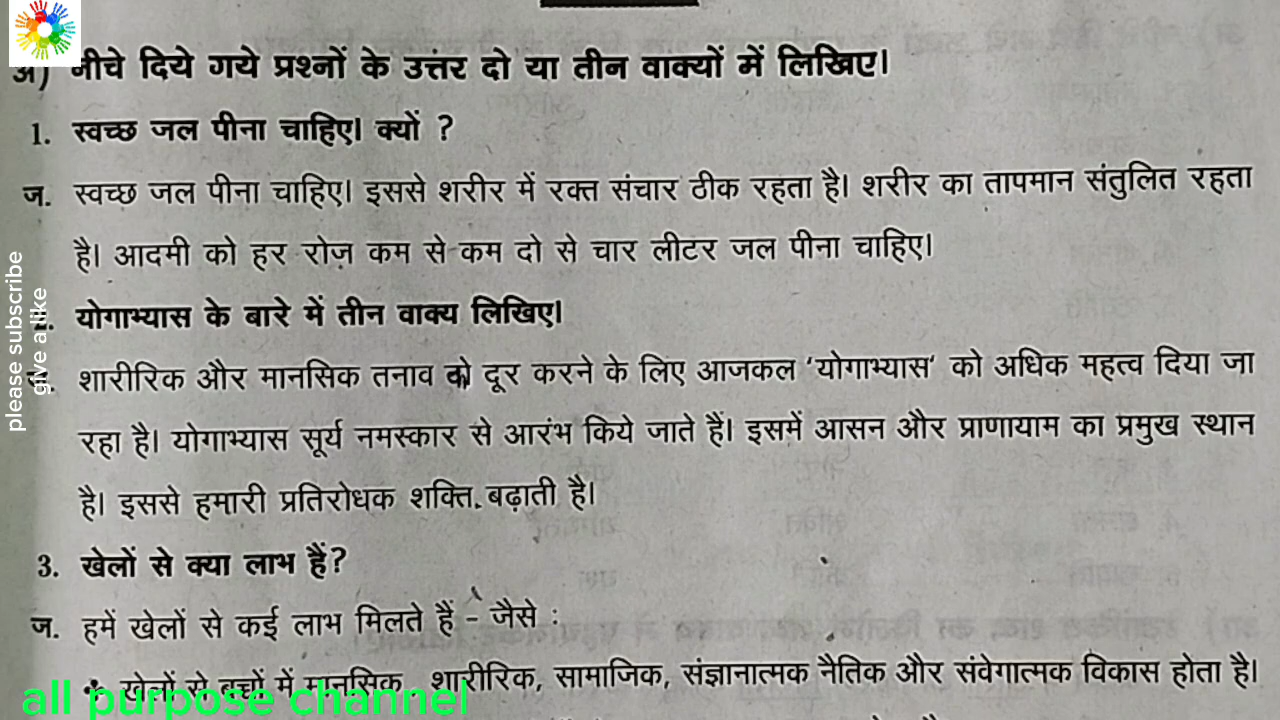 अ) नीचे दिये गये प्रश्नों के उत्तर दो या तीन वाक्यों में लिखिए।
1. स्वच्छ जल पीना चाहिए। क्यों ?
ज. स्वच्छ जल पीना चाहिए। इससे शरीर में रक्त संचार ठीक रहता है। शरीर का तापमान संतुलित रहता
है। आदमी को हर रोज़ कम से कम दो से चार लीटर जल पीना चाहिए।
योगाभ्यास के बारे में तीन वाक्य लिखिए।
शारीरिक और मानसिक तनाव को दूर करने के लिए आजकल 'योगाभ्यास' को अधिक महत्व दिया जा
रहा है। योगाभ्यास सूर्य नमस्कार से आरंभ किये जाते हैं। इसमें आसन और प्राणायाम का प्रमुख स्थान
है। इससे हमारी प्रतिरोधक शक्ति बढ़ाती है।
3. खेलों से क्या लाभ हैं?
ज. हमें खेलों से कई लाभ मिलते हैं - जैसे :
खेलों से बच्चों में मानसिक, शारीरिक, सामाजिक, संज्ञानात्मक नैतिक और संवेगात्मक विकास होता है।
please subscribe
give a like
all purpose channel